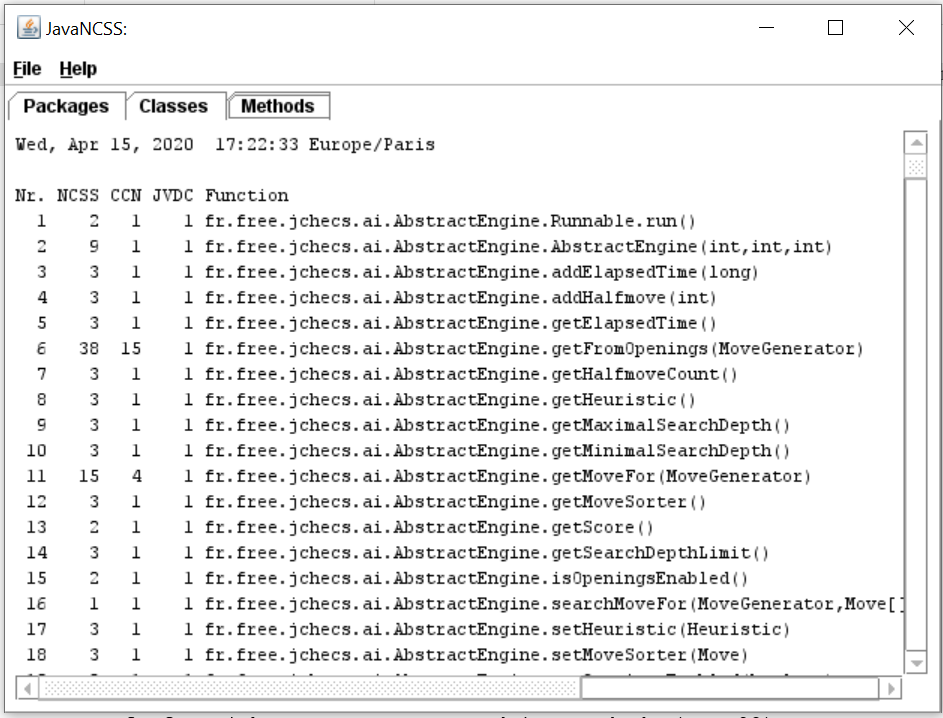 JavaNCSS:
File Help
Packages Classes Methods
Wed, Apr 15, 2020  17:22:33 Europe/Paris
Nr. NCSS CCN JVDC Function
1 2 1 1 fr.free.jchecs.ai.AbstractEngine.Runnable.run()
2 9 1 1 fr.free.jchecs.ai.AbstractEngine.AbstractEngine(int,int,int)
3 3 1 1 fr.free.jchecs.ai.AbstractEngine.addElapsedTime(long)
4 3 1 1 fr.free.jchecs.ai.AbstractEngine.addHalfmove(int)
5 3 1 1 fr.free.jchecs.ai.AbstractEngine.getElapsedTime()
6 38 15 1 fr.free.jchecs.ai.AbstractEngine.getFromOpenings(MoveGenerator)
7 3 1 1 fr.free.jchecs.ai.AbstractEngine.getHalfmoveCount()
8 3 1 1 fr.free.jchecs.ai.AbstractEngine.getHeuristic()
9 3 1 1 fr.free.jchecs.ai.AbstractEngine.getMaximalSearchDepth()
10 3 1 1 fr.free.jchecs.ai.AbstractEngine.getMinimalSearchDepth()
11 15 4 1 fr.free.jchecs.ai.AbstractEngine.getMoveFor(MoveGenerator)
12 3 1 1 fr.free.jchecs.ai.AbstractEngine.getMoveSorter()
13 2 1 1 fr.free.jchecs.ai.AbstractEngine.getScore()
14 3 1 1 fr.free.jchecs.ai.AbstractEngine.getSearchDepthLimit()
15 2 1 1 fr.free.jchecs.ai.AbstractEngine.isOpeningsEnabled()
16 1 1 1 fr.free.jchecs.ai.AbstractEngine.searchMoveFor(MoveGenerator,Move[]
17 3 1 1 fr.free.jchecs.ai.AbstractEngine.setHeuristic(Heuristic)
18 3 1 1 fr.free.jchecs.ai.AbstractEngine.setMoveSorter(Move)